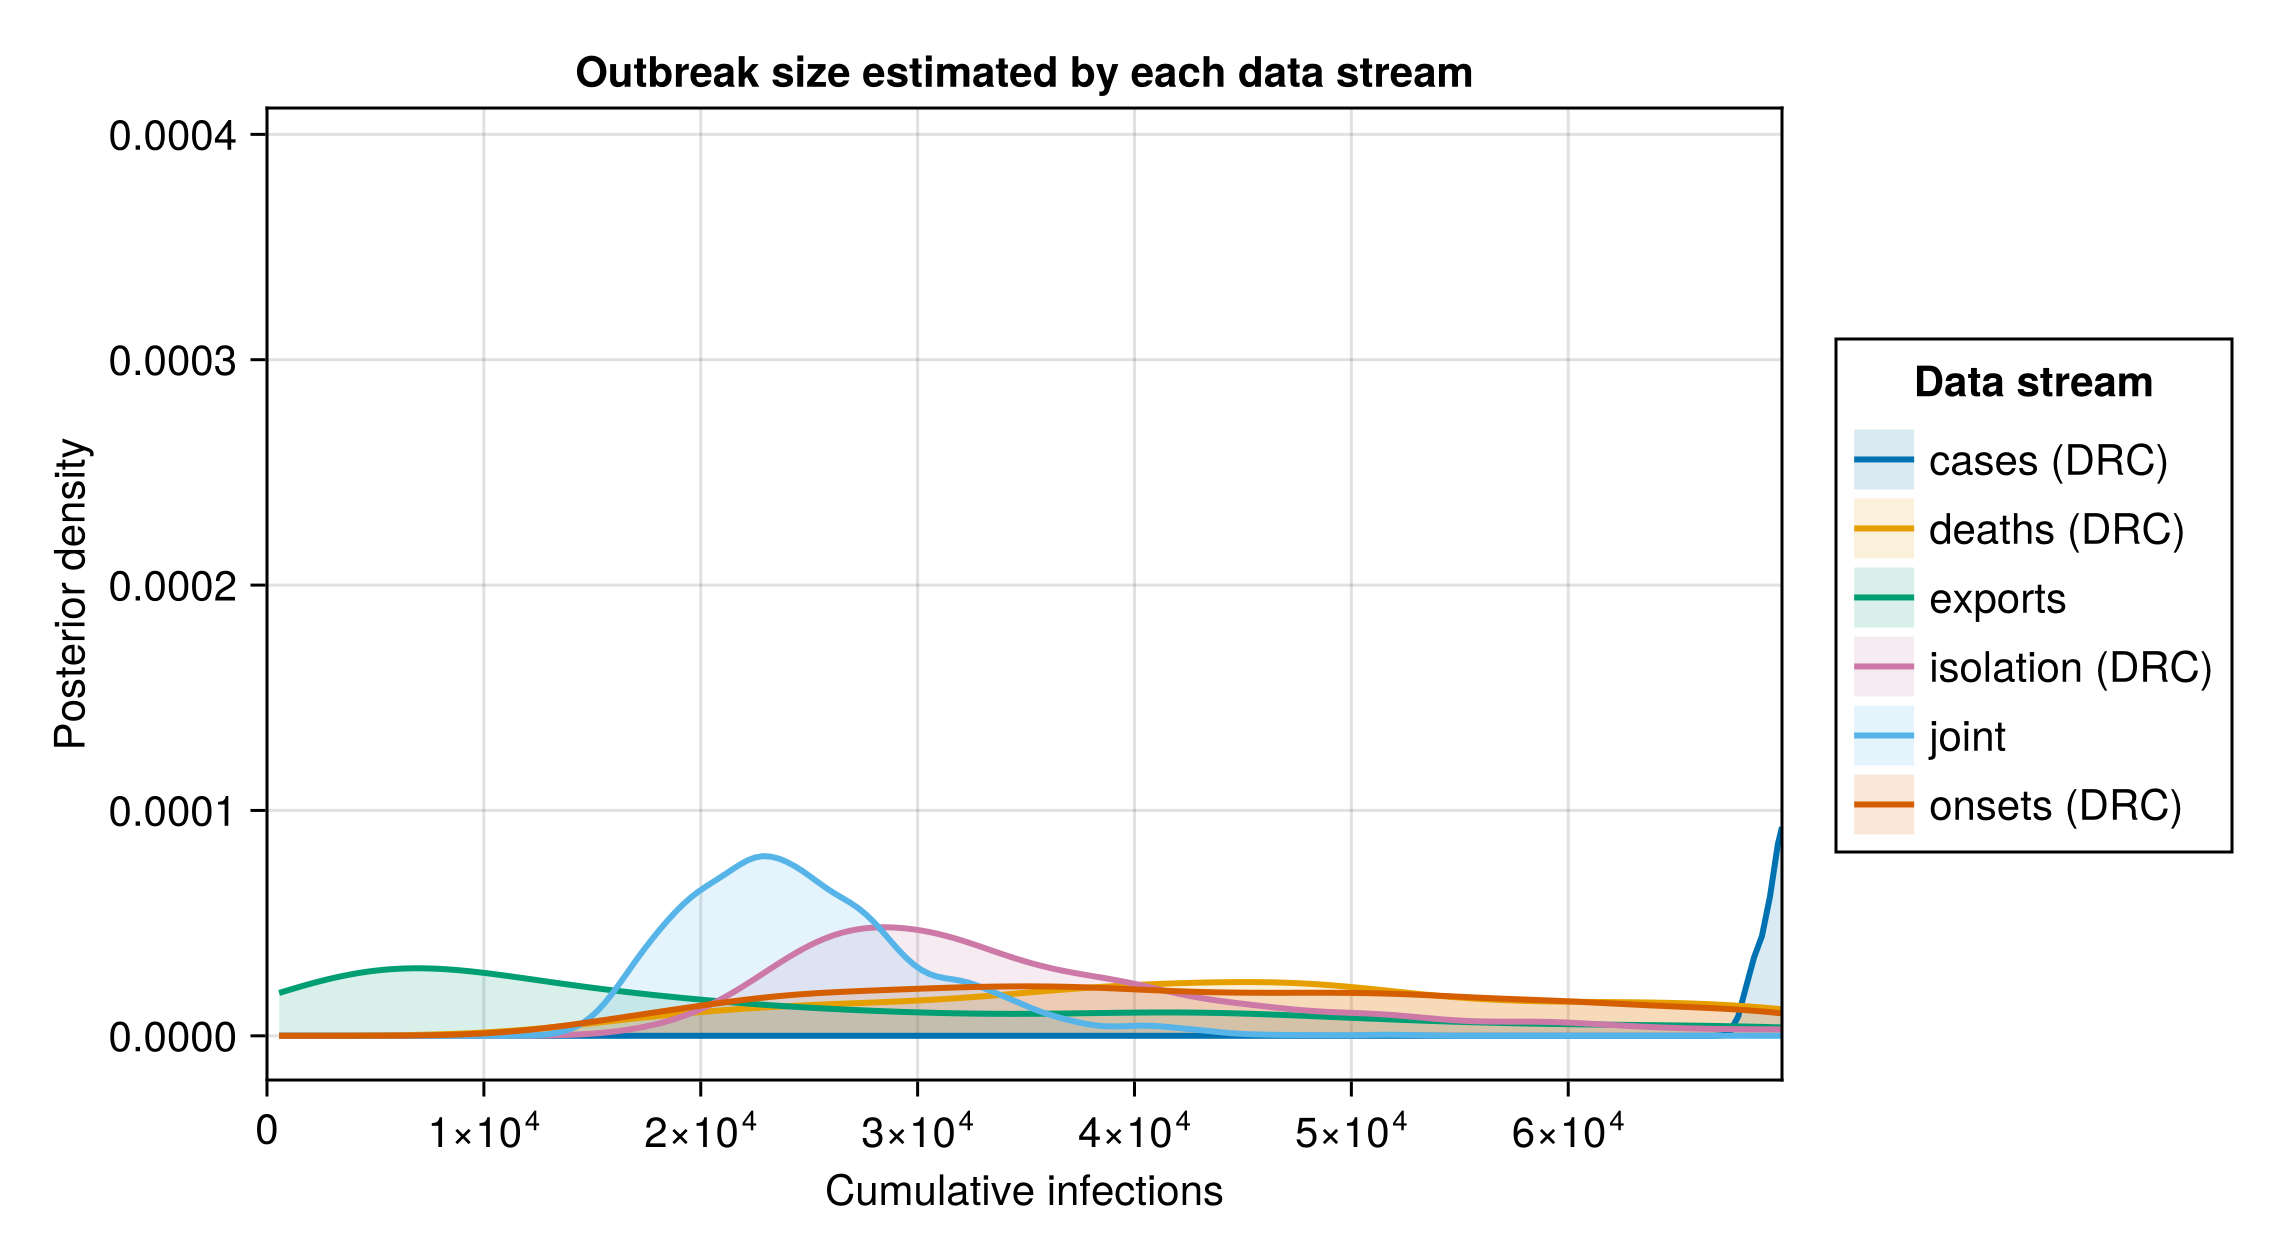 Outbreak size estimated by each data stream
0.0004
0.0003
0.0002
0.0001
0.0000
Posterior density
0
1×10⁴
2×10⁴
3×10⁴
4×10⁴
5×10⁴
6×10⁴
Cumulative infections
Data stream
cases (DRC)
deaths (DRC)
exports
isolation (DRC)
joint
onsets (DRC)